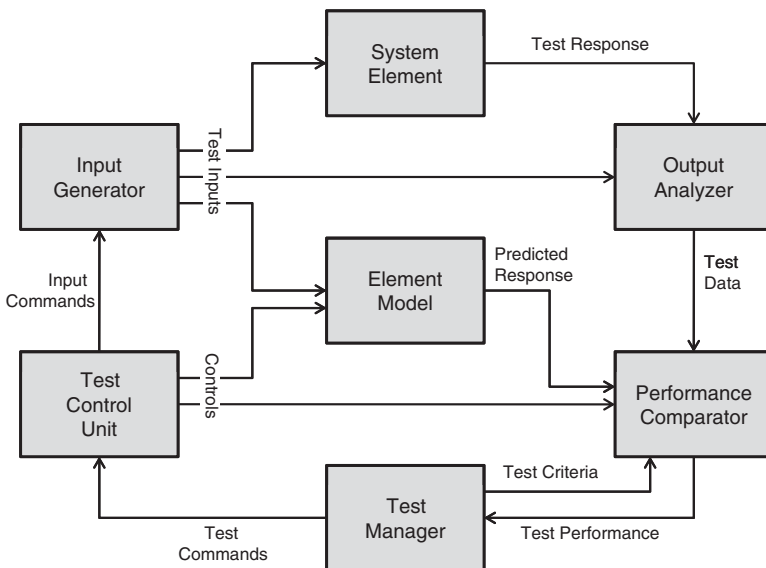 System
Element
Test Response
Input
Generator
Test Inputs
Output
Analyzer
Input
Commands
Element
Model
Predicted
Response
Test
Data
Test
Control
Unit
Controls
Performance
Comparator
Test
Manager
Test Criteria
Test Performance
Test
Commands